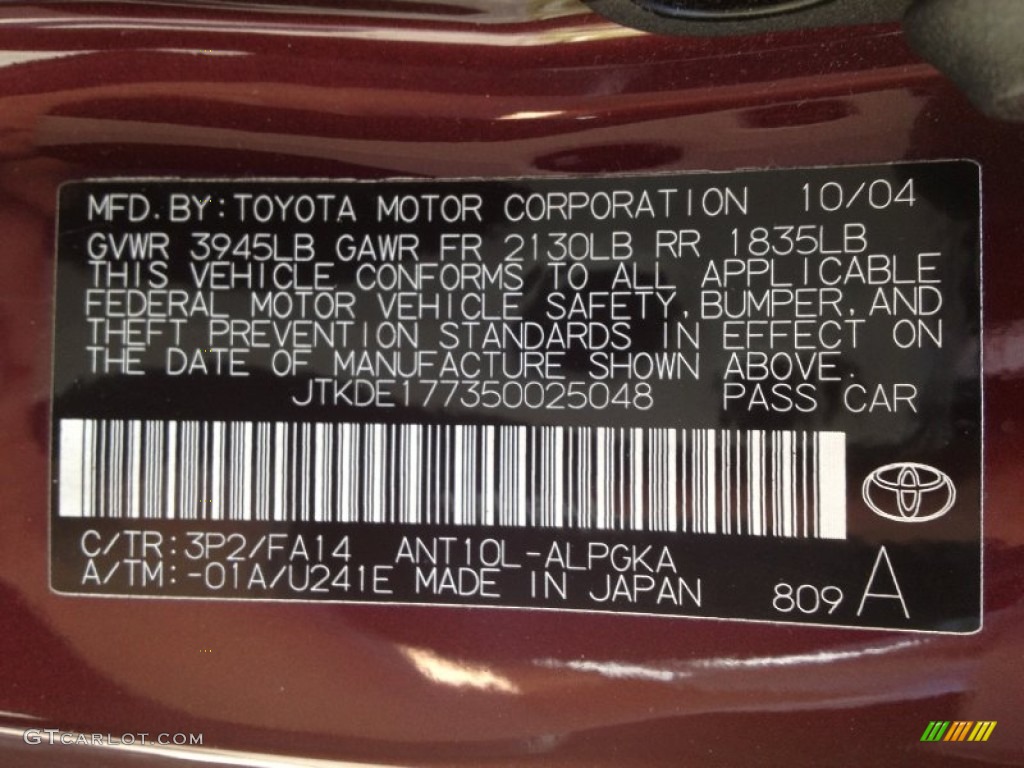 MFD. BY: TOYOTA MOTOR CORPORATION 10/04
GVWR 3945LB GAWR FR 2130LB RR 1835LB
THIS VEHICLE CONFORMS TO ALL APPLICABLE
FEDERAL MOTOR VEHICLE SAFETY, BUMPER, AND
THEFT PREVENTION STANDARDS IN EFFECT ON
THE DATE OF MANUFACTURE SHOWN ABOVE.
JTKDE177350025048 PASS CAR
C/TR: 3P2/FA14 ANT10L-ALPGKA
A/TM: -01A/U241E MADE IN JAPAN
809 A
GTCARLOT.COM